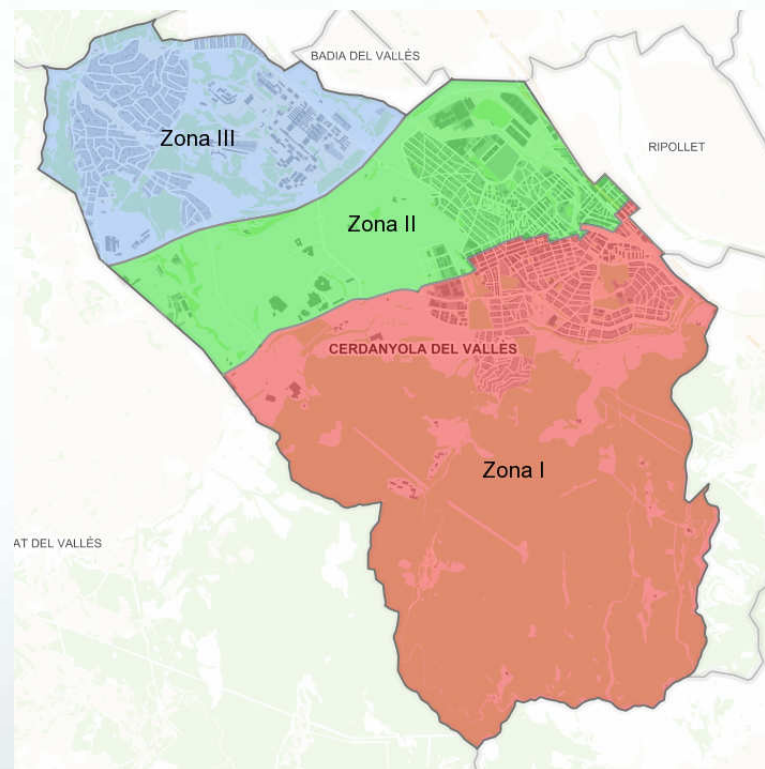 BADIA DEL VALLÈS
Zona III
RIPOLLET
Zona II
CERDANYOLA DEL VALLÈS
Zona I
AT DEL VALLÈS